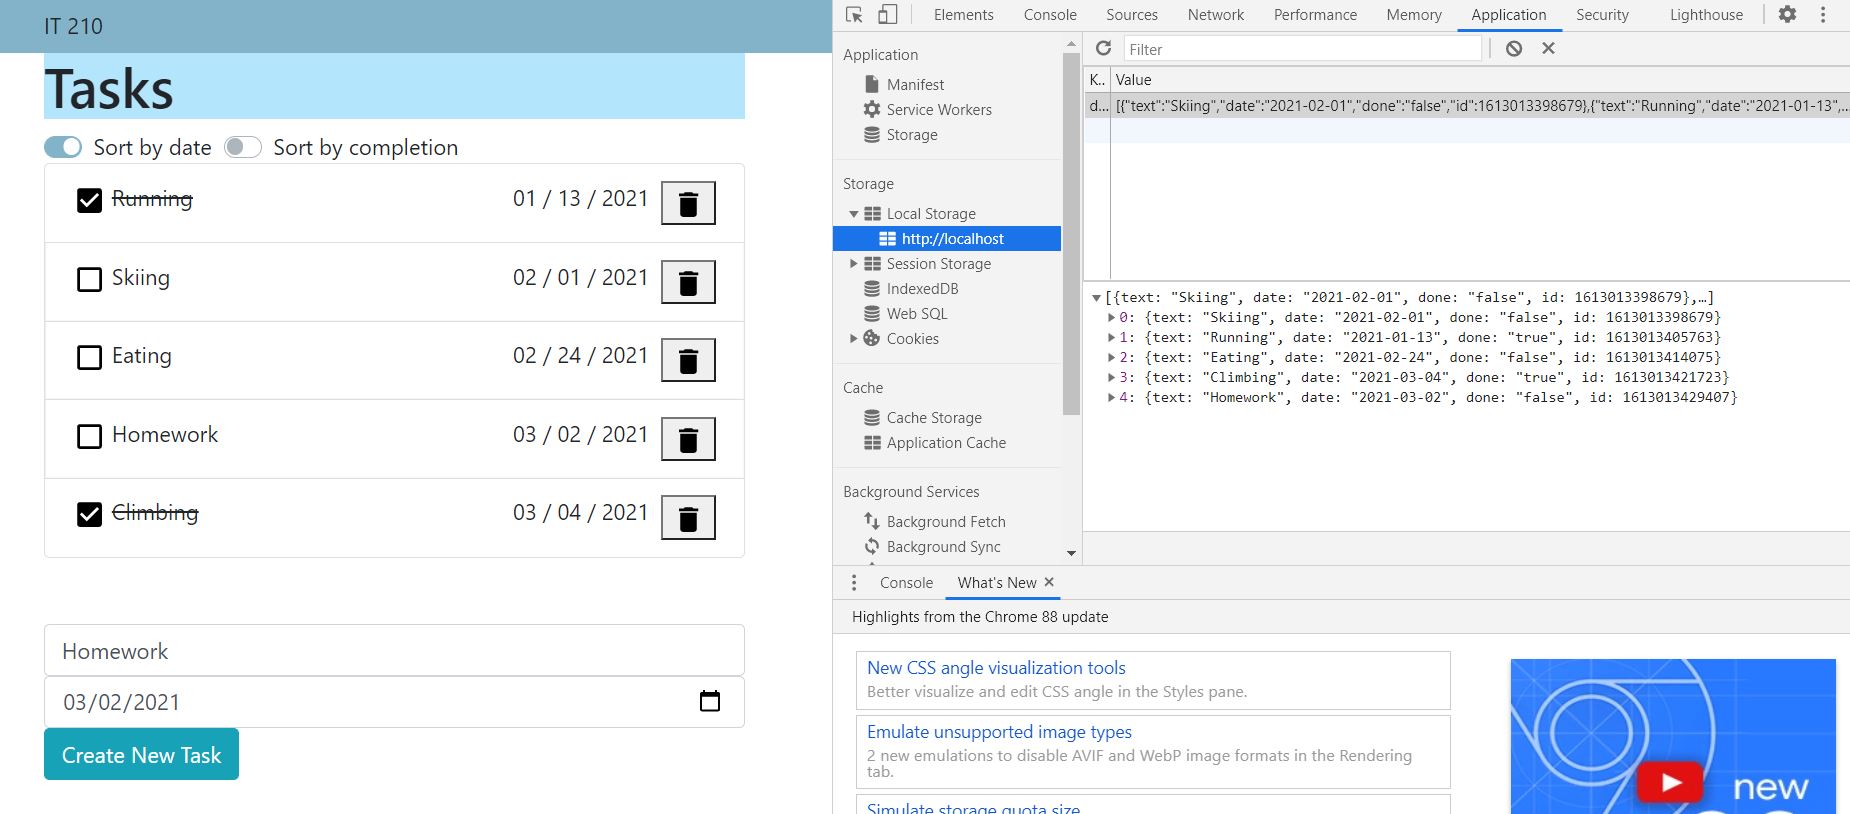 IT 210
Tasks
Sort by date Sort by completion
Running 01 / 13 / 2021
Skiing 02 / 01 / 2021
Eating 02 / 24 / 2021
Homework 03 / 02 / 2021
Climbing 03 / 04 / 2021
Homework
03/02/2021
Create New Task
Elements Console Sources Network Performance Memory Application Security Lighthouse
Application
Manifest
Service Workers
Storage
Storage
Local Storage
http://localhost
Session Storage
IndexedDB
Web SQL
Cookies
Cache
Cache Storage
Application Cache
Background Services
Background Fetch
Background Sync
Filter
K.. Value
d... [{"text":"Skiing","date":"2021-02-01","done":"false","id":1613013398679},{"text":"Running","date":"2021-01-13",...
[{text: "Skiing", date: "2021-02-01", done: "false", id: 1613013398679},…]
0: {text: "Skiing", date: "2021-02-01", done: "false", id: 1613013398679}
1: {text: "Running", date: "2021-01-13", done: "true", id: 1613013405763}
2: {text: "Eating", date: "2021-02-24", done: "false", id: 1613013414075}
3: {text: "Climbing", date: "2021-03-04", done: "true", id: 1613013421723}
4: {text: "Homework", date: "2021-03-02", done: "false", id: 1613013429407}
Console What's New
Highlights from the Chrome 88 update
New CSS angle visualization tools
Better visualize and edit CSS angle in the Styles pane.
Emulate unsupported image types
2 new emulations to disable AVIF and WebP image formats in the Rendering
tab.
Simulate storage quota size
new